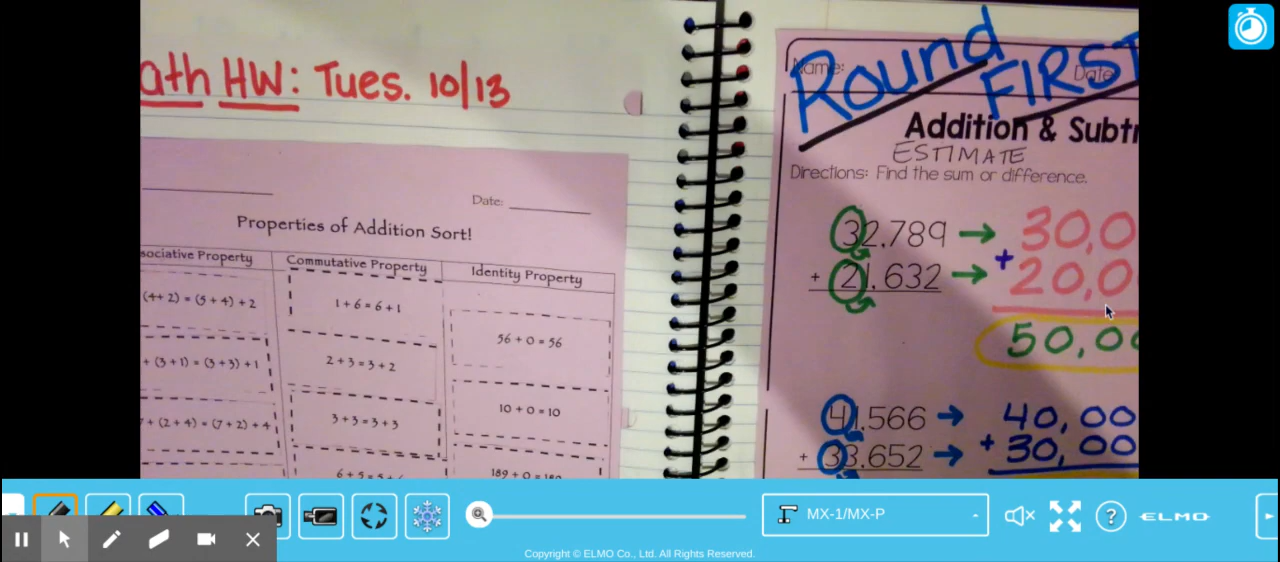 ath HW: Tues. 10/13
Date:
Properties of Addition Sort!
sociative Property
Commutative Property
Identity Property
(4+ 2) = (5 + 4) + 2
1 + 6 = 6 + 1
56 + 0 = 56
+ (3 + 1) = (3 + 3) + 1
2 + 3 = 3 + 2
10 + 0 = 10
+ (2 + 4) = (7 + 2) + 4
3 + 3 = 3 + 3
Round FIRST
Name:
Date
Addition & Subtr
ESTIMATE
Directions: Find the sum or difference.
32,789 → 30,0
+ 21,632 → + 20,0
50,00
41,566 → 40,00
+ 33,652 → + 30,00
MX-1/MX-P
?
ELMO
Copyright © ELMO Co., Ltd. All Rights Reserved.